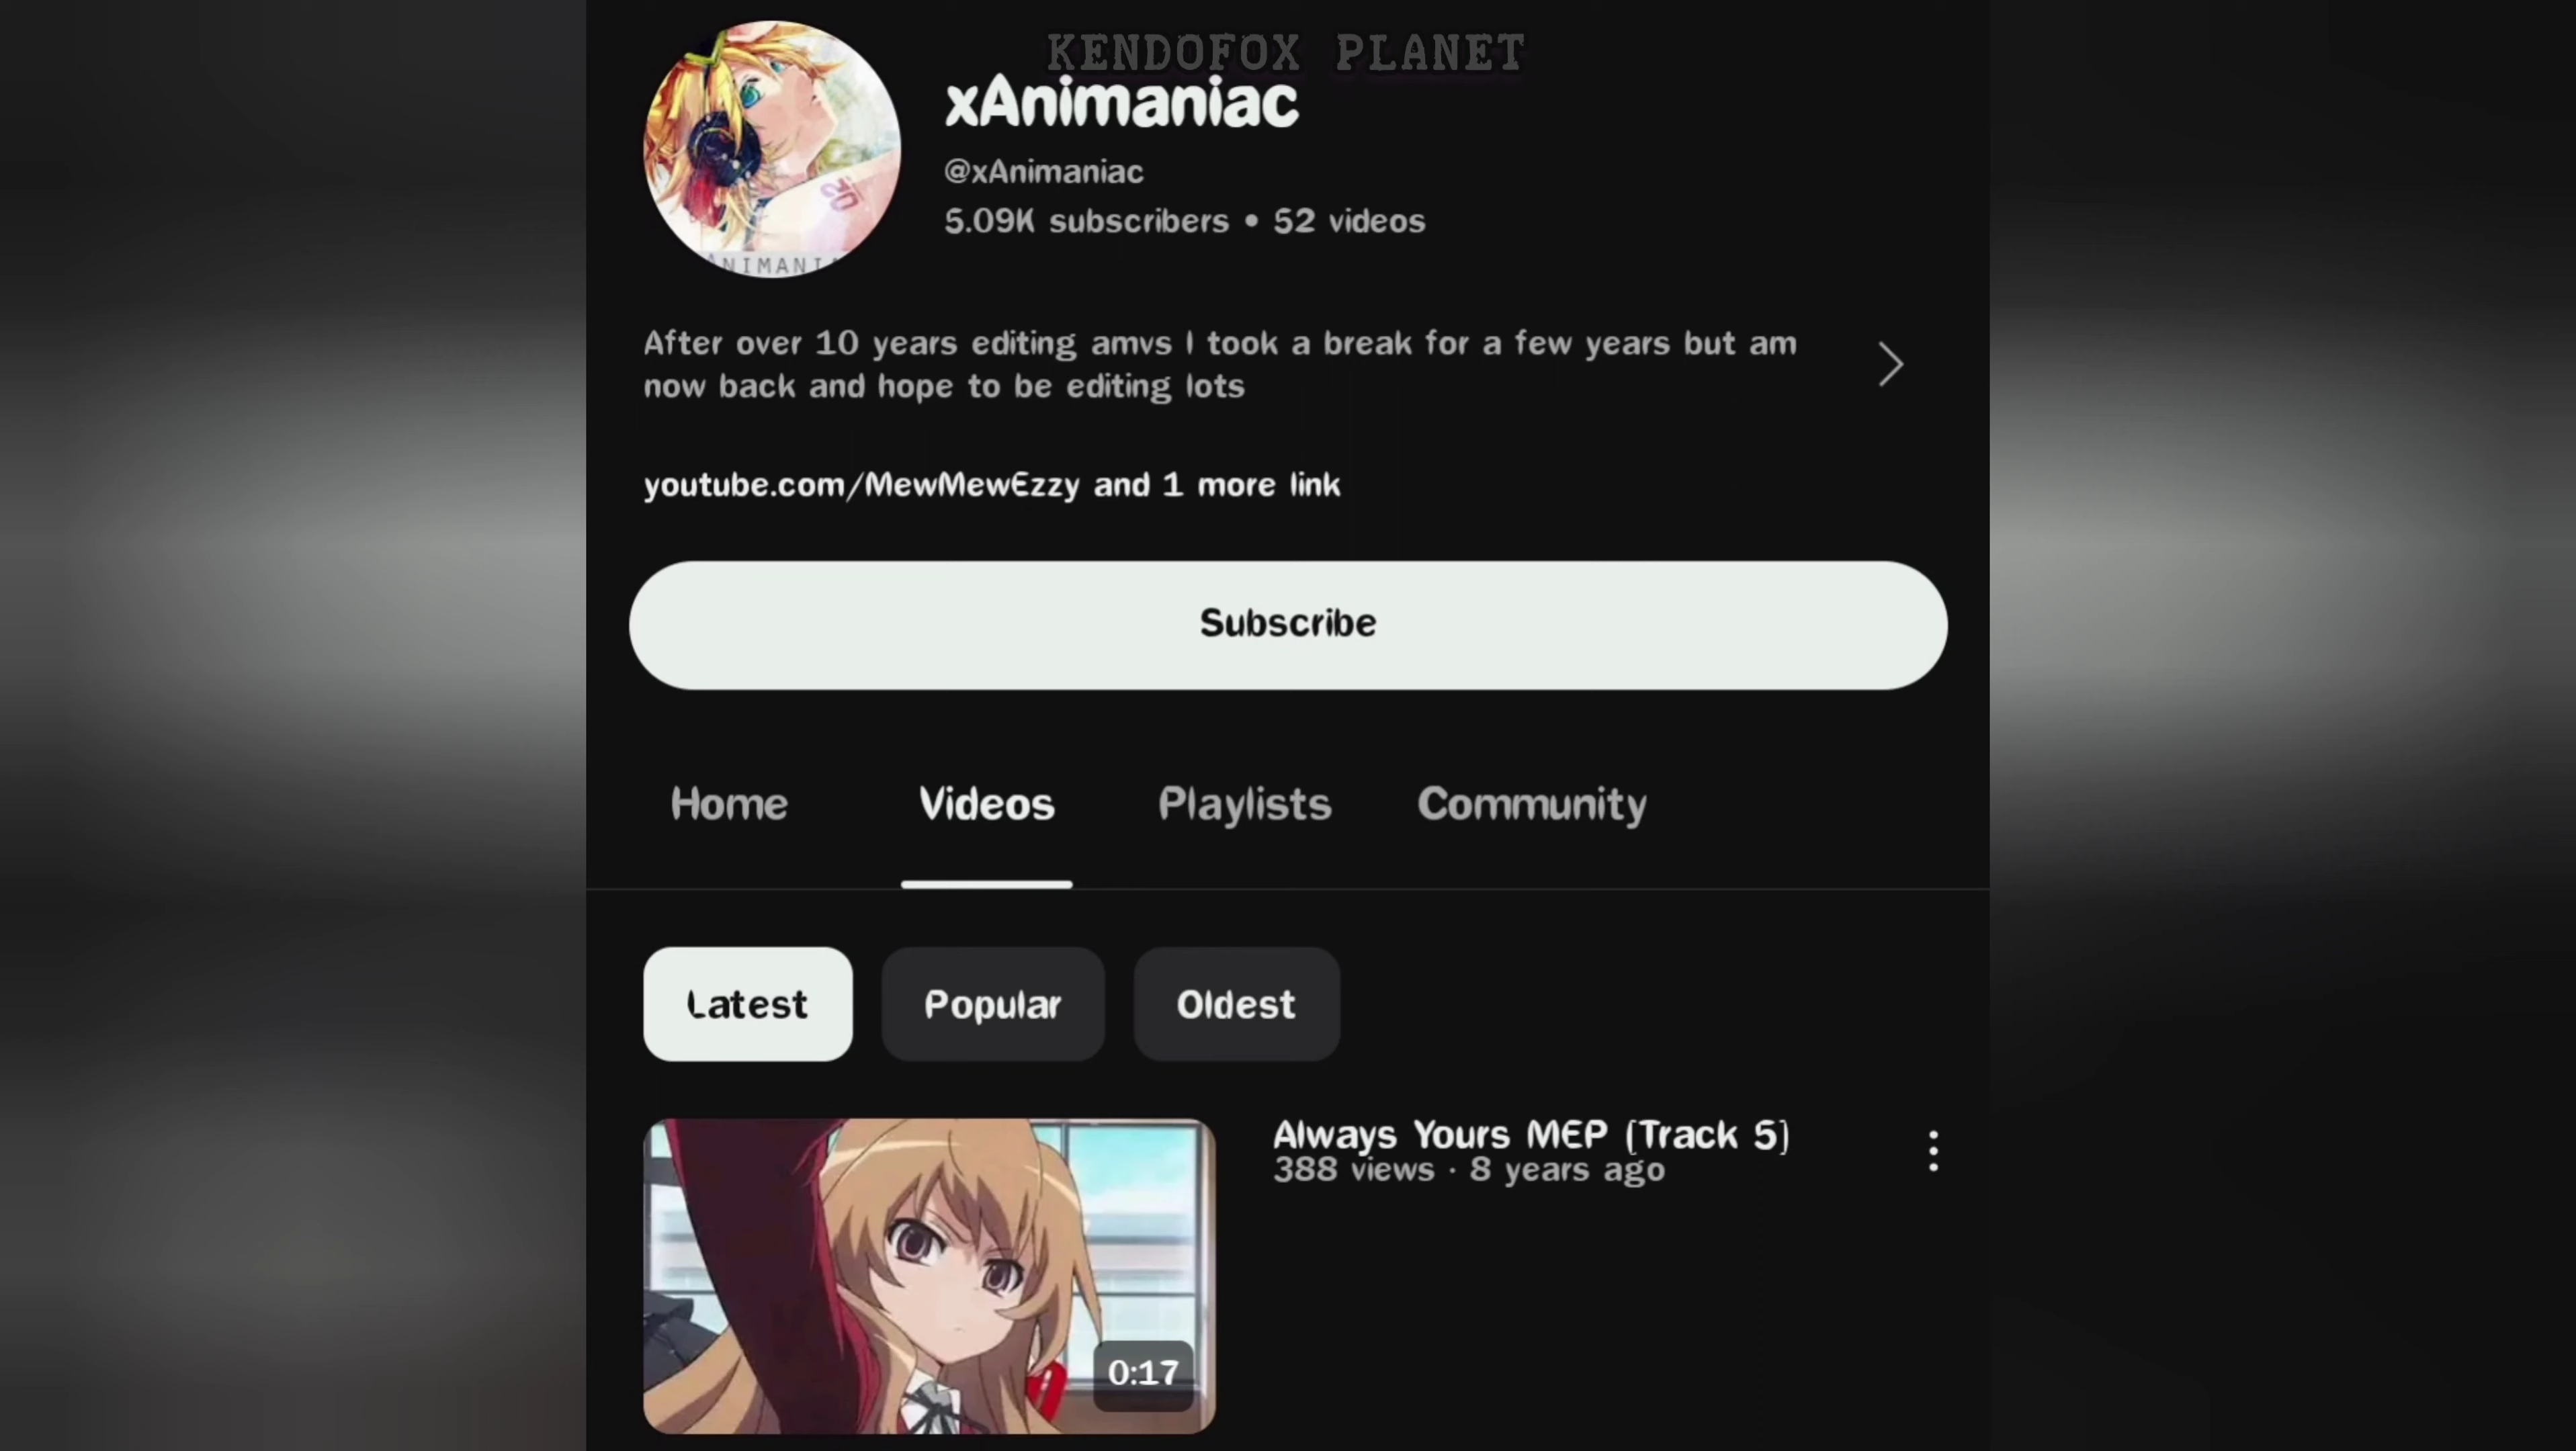 KENDOFOX PLANET
xAnimaniac
@xAnimaniac
5.09K subscribers • 52 videos
ANIMANI
After over 10 years editing amvs I took a break for a few years but am
now back and hope to be editing lots
youtube.com/MewMewEzzy and 1 more link
Subscribe
Home Videos Playlists Community
Latest Popular Oldest
Always Yours MEP (Track 5)
388 views · 8 years ago
0:17